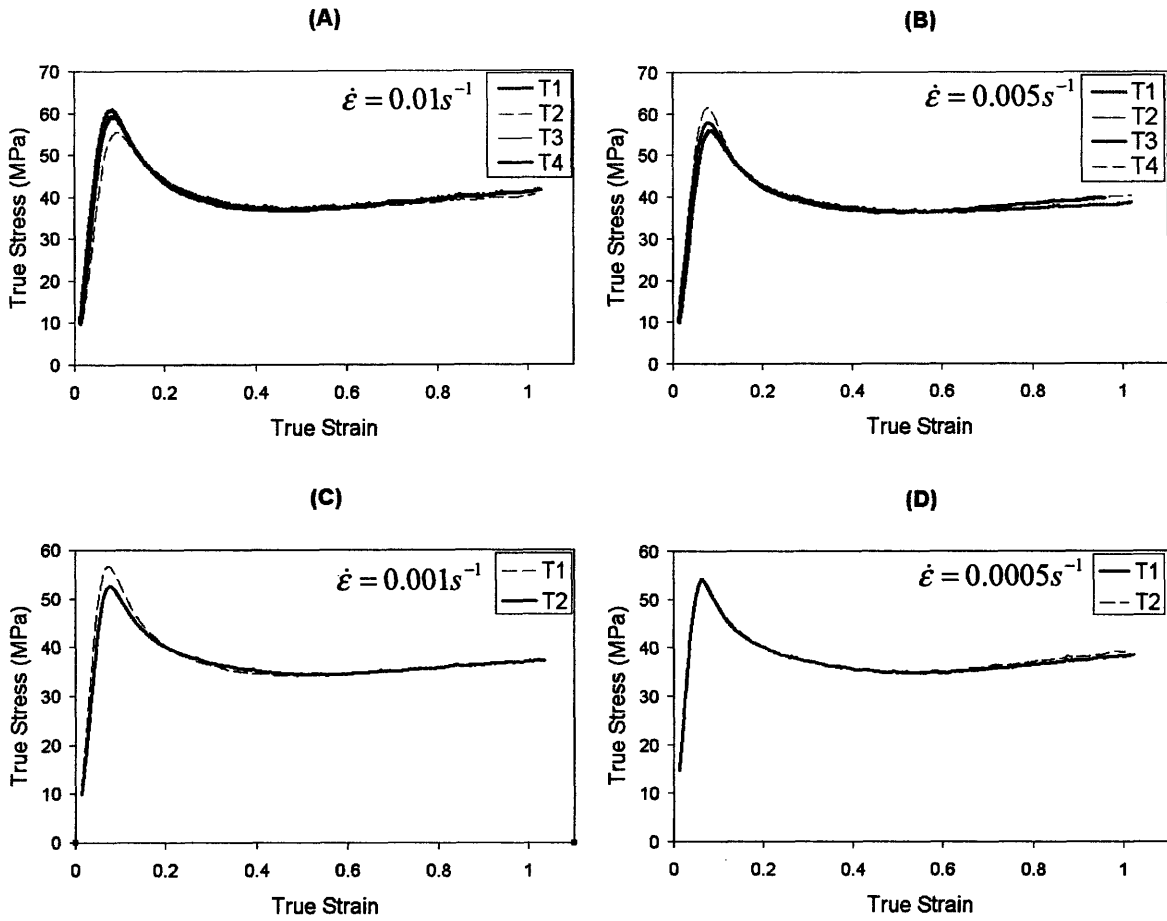 (A)
True Stress (MPa)
70
60
50
40
30
20
10
0
ε̇ = 0.01s⁻¹
T1
T2
T3
T4
0 0.2 0.4 0.6 0.8 1
True Strain
(B)
True Stress (MPa)
70
60
50
40
30
20
10
0
ε̇ = 0.005s⁻¹
T1
T2
T3
T4
0 0.2 0.4 0.6 0.8 1
True Strain
(C)
True Stress (MPa)
60
50
40
30
20
10
0
ε̇ = 0.001s⁻¹
T1
T2
0 0.2 0.4 0.6 0.8 1
True Strain
(D)
True Stress (MPa)
60
50
40
30
20
10
0
ε̇ = 0.0005s⁻¹
T1
T2
0 0.2 0.4 0.6 0.8 1
True Strain